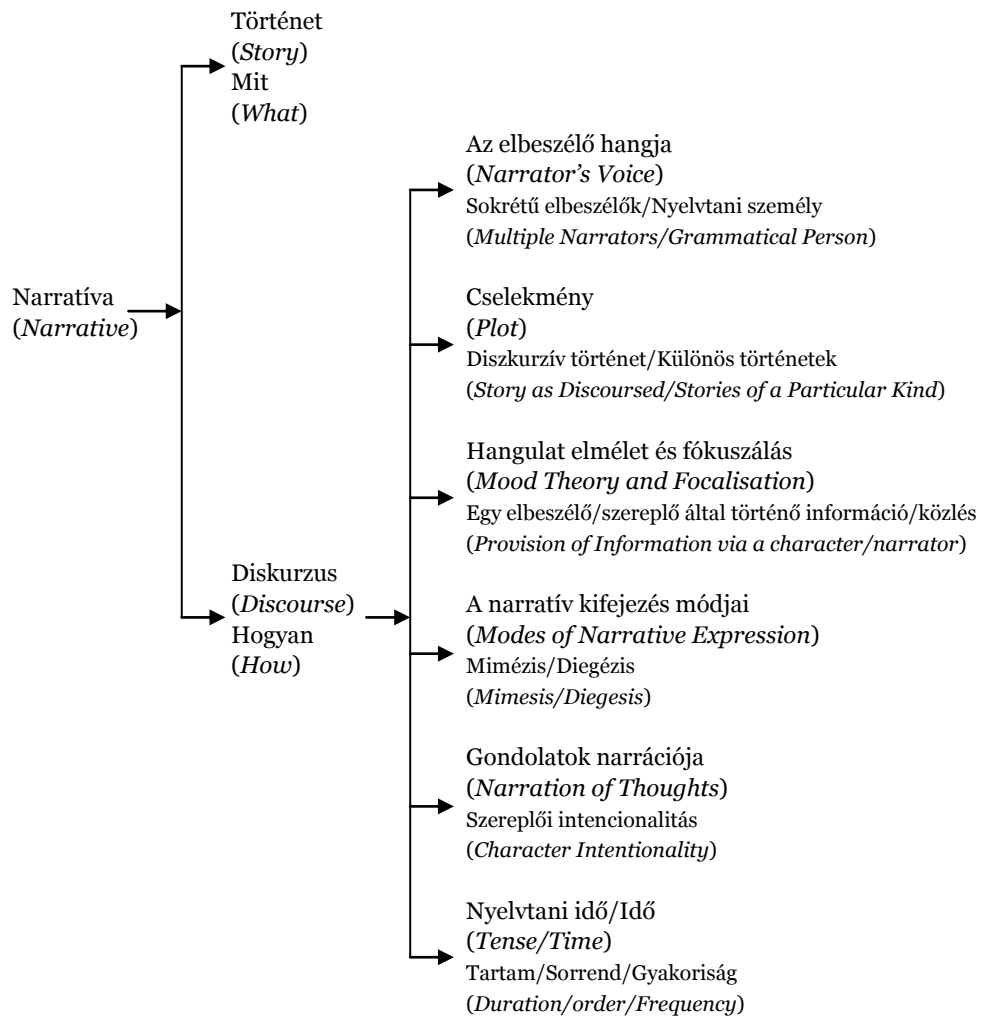 Történet
(Story)
Mit
(What)
Az elbeszélő hangja
(Narrator’s Voice)
Sokrétű elbeszélők/Nyelvtani személy
(Multiple Narrators/Grammatical Person)
Narratíva
(Narrative)
Cselekmény
(Plot)
Diszkurzív történet/Különös történetek
(Story as Discoursed/Stories of a Particular Kind)
Hangulat elmélet és fókuszálás
(Mood Theory and Focalisation)
Egy elbeszélő/szereplő által történő információ/közlés
(Provision of Information via a character/narrator)
Diskurzus
(Discourse)
Hogyan
(How)
A narratív kifejezés módjai
(Modes of Narrative Expression)
Mimézis/Diegézis
(Mimesis/Diegesis)
Gondolatok narrációja
(Narration of Thoughts)
Szereplői intencionalitás
(Character Intentionality)
Nyelvtani idő/Idő
(Tense/Time)
Tartam/Sorrend/Gyakoriság
(Duration/order/Frequency)